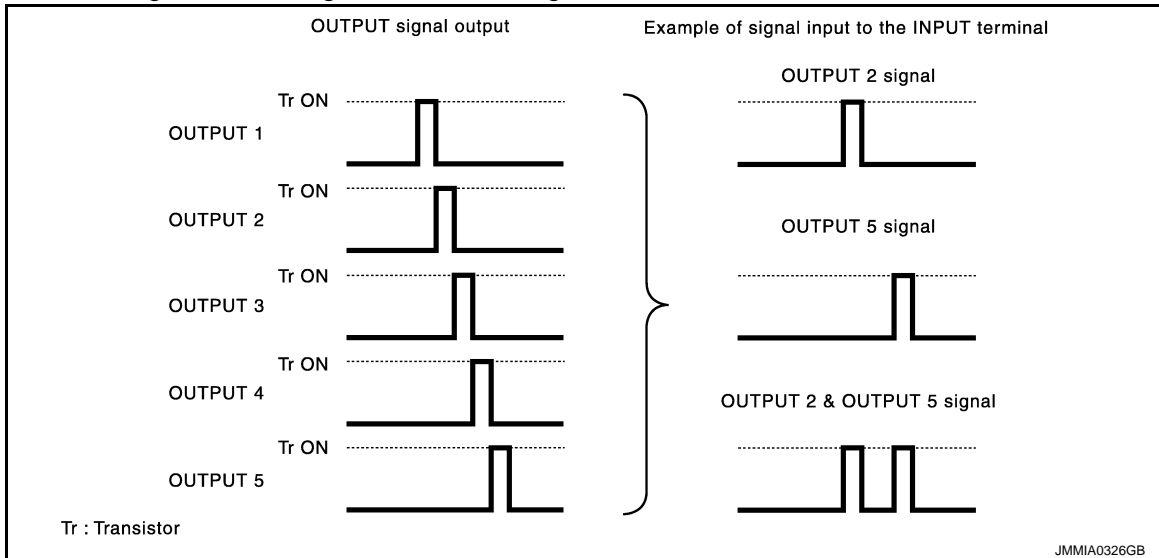 OUTPUT signal output
Example of signal input to the INPUT terminal
Tr ON
OUTPUT 1
Tr ON
OUTPUT 2
Tr ON
OUTPUT 3
Tr ON
OUTPUT 4
Tr ON
OUTPUT 5
OUTPUT 2 signal
OUTPUT 5 signal
OUTPUT 2 & OUTPUT 5 signal
Tr : Transistor
JMMIA0326GB